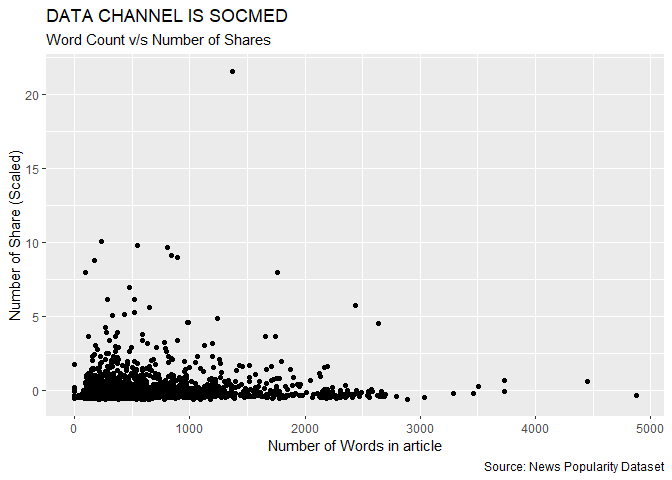 DATA CHANNEL IS SOCMED
Word Count v/s Number of Shares
20
15
10
5
0
Number of Share (Scaled)
0 1000 2000 3000 4000 5000
Number of Words in article
Source: News Popularity Dataset